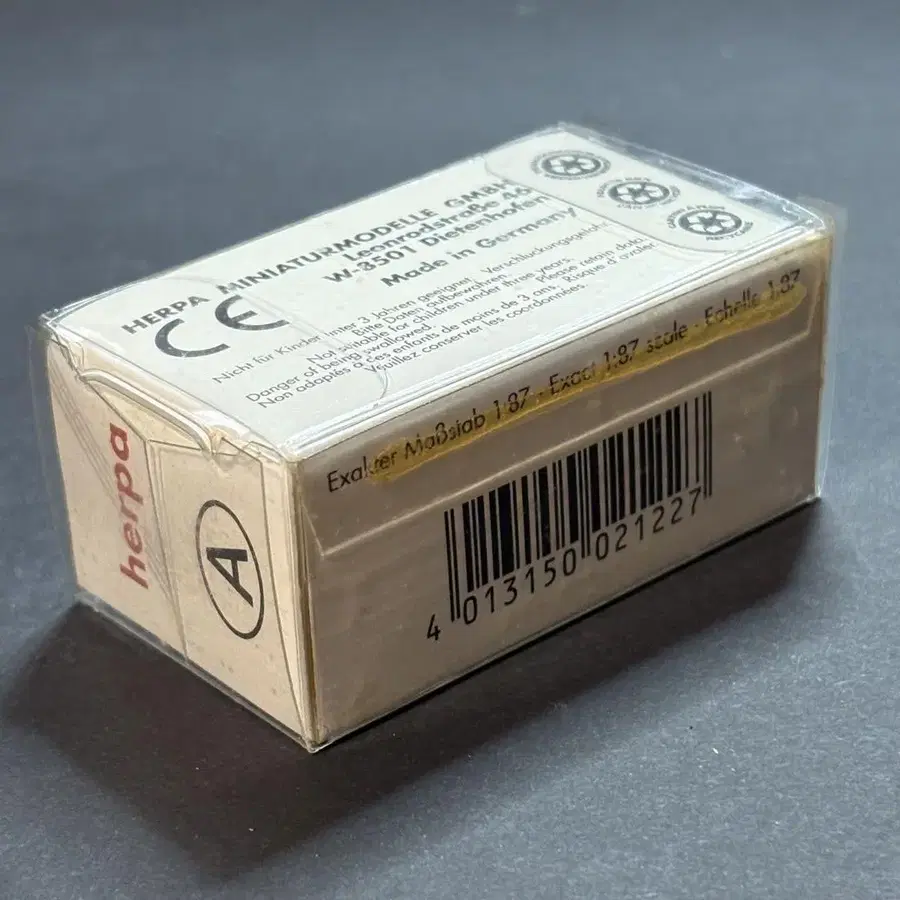 HERPA MINIATURMODELLE GMBH
Leonrodstraße 46
W-3501 Dietenhofen
Made in Germany
CE
Nicht für Kinder unter 3 Jahren geeignet, Verschluckungsgefahr.
Bitte Daten aufbewahren.
Not suitable for children under three years.
Danger of being swallowed. Please retain data.
Non adaptés à des enfants de moins de 3 ans. Risque d'avaler.
Veuillez conserver les coordonnées.
Exakter Maßstab 1:87 · Exact 1:87 scale · Echelle 1:87
4 013150 021227
herpa
A